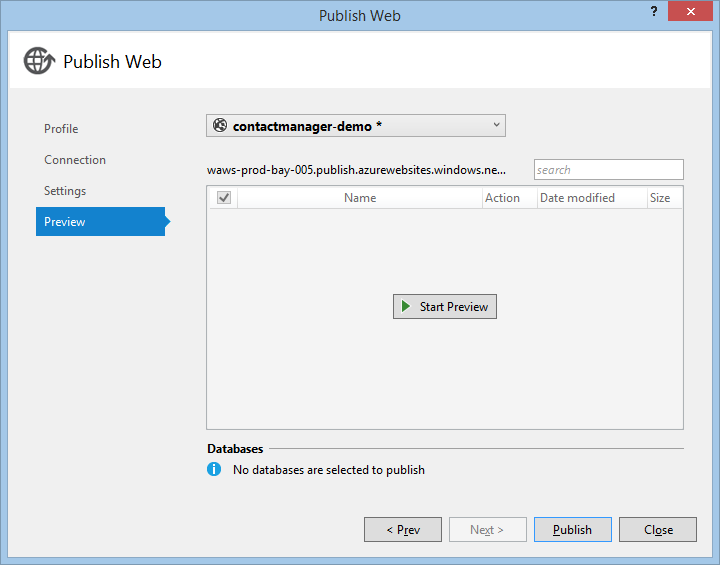 Publish Web
?
Publish Web
Profile
Connection
Settings
Preview
contactmanager-demo *
waws-prod-bay-005.publish.azurewebsites.windows.ne...
search
Name Action Date modified Size
Start Preview
Databases
No databases are selected to publish
< Prev Next > Publish Close